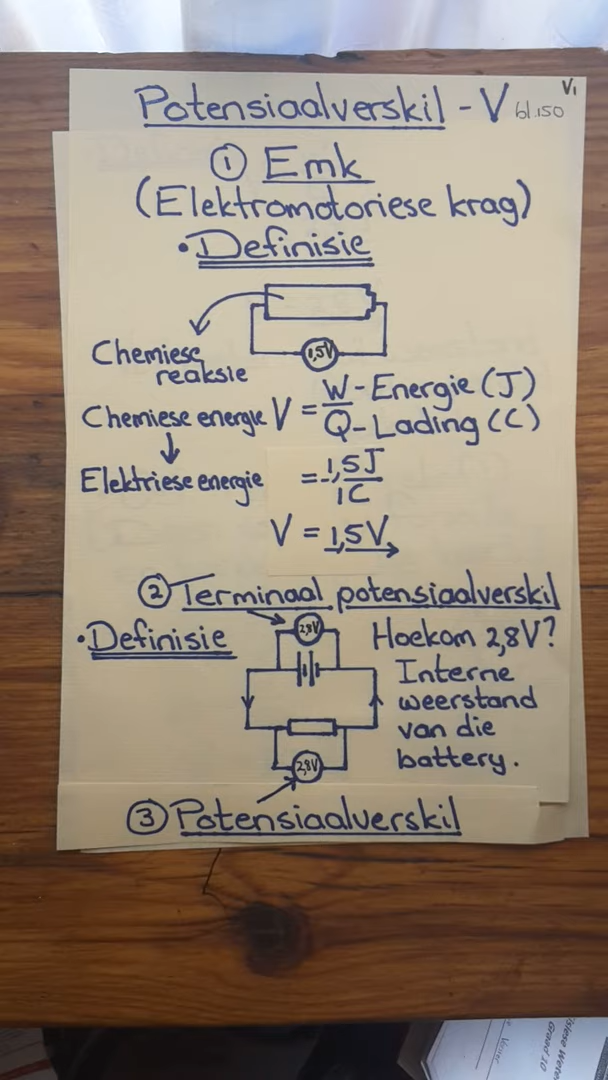 V₁
Potensiaalverskil - V bl.150
① Emk
(Elektromotoriese krag)
• Definisie
1,5V
Chemiese
reaksie
Chemiese energie
↓
Elektriese energie
V = W - Energie (J)
Q - Lading (C)
= 1,5J
1C
V = 1,5V
② Terminaal potensiaalverskil
• Definisie
2,8V
Hoekom 2,8V?
Interne
weerstand
van die
battery.
2,8V
③ Potensiaalverskil
Graad 10